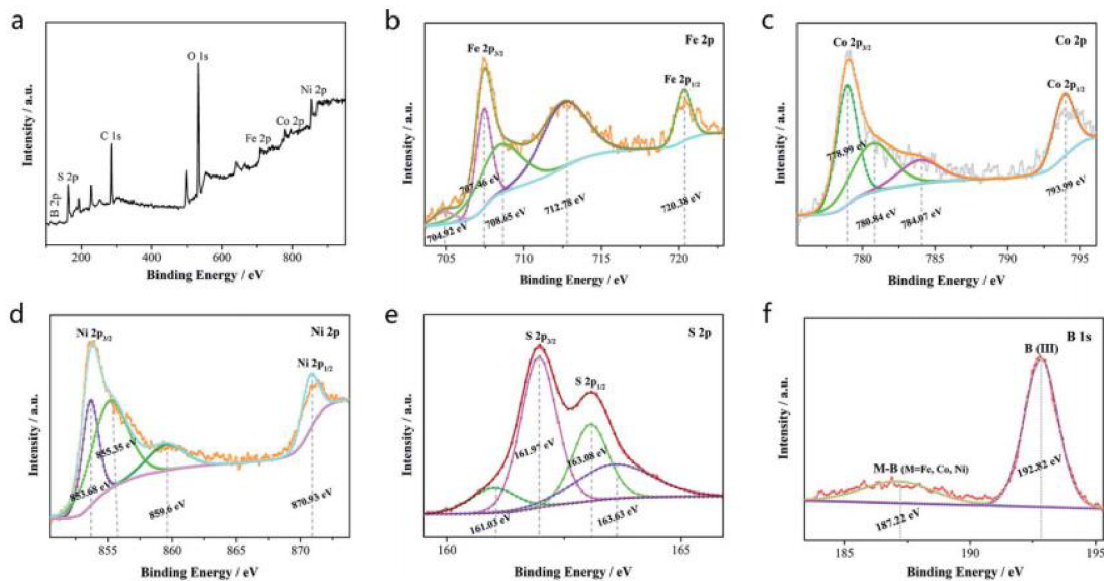 a
Intensity / a.u.
B 2p
S 2p
C 1s
O 1s
Fe 2p
Co 2p
Ni 2p
200
400
600
800
Binding Energy / eV
b
Fe 2p
Fe 2p3/2
Fe 2p1/2
Intensity / a.u.
704.92 eV
707.46 eV
708.65 eV
712.78 eV
720.38 eV
705
710
715
720
Binding Energy / eV
c
Co 2p
Co 2p3/2
Co 2p1/2
Intensity / a.u.
778.99 eV
780.84 eV
784.07 eV
793.99 eV
780
785
790
795
Binding Energy / eV
d
Ni 2p
Ni 2p3/2
Ni 2p1/2
Intensity / a.u.
853.68 eV
855.35 eV
859.6 eV
870.93 eV
855
860
865
870
Binding Energy / eV
e
S 2p
S 2p3/2
S 2p1/2
Intensity / a.u.
161.03 eV
161.97 eV
163.08 eV
163.63 eV
160
165
Binding Energy / eV
f
B 1s
B (III)
M-B (M=Fe, Co, Ni)
Intensity / a.u.
187.22 eV
192.82 eV
185
190
195
Binding Energy / eV